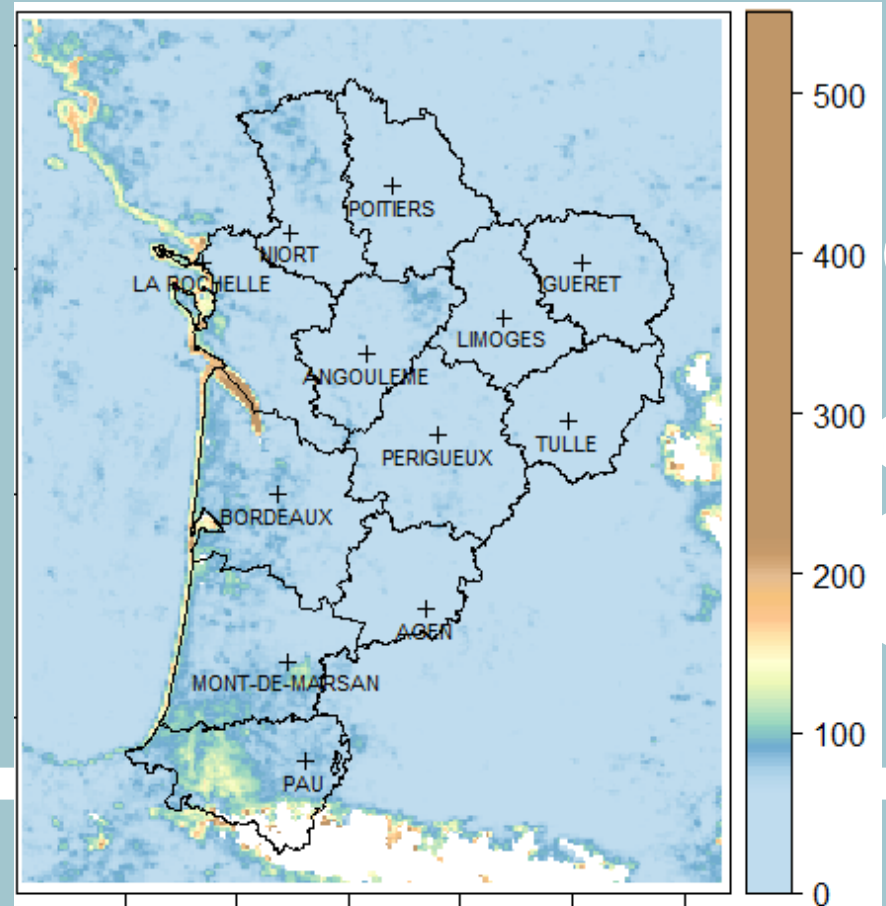 500
POITIERS
NIORT
400
LA ROCHELLE
GUERET
LIMOGES
ANGOULEME
300
TULLE
PERIGUEUX
BORDEAUX
200
AGEN
MONT-DE-MARSAN
100
PAU
0